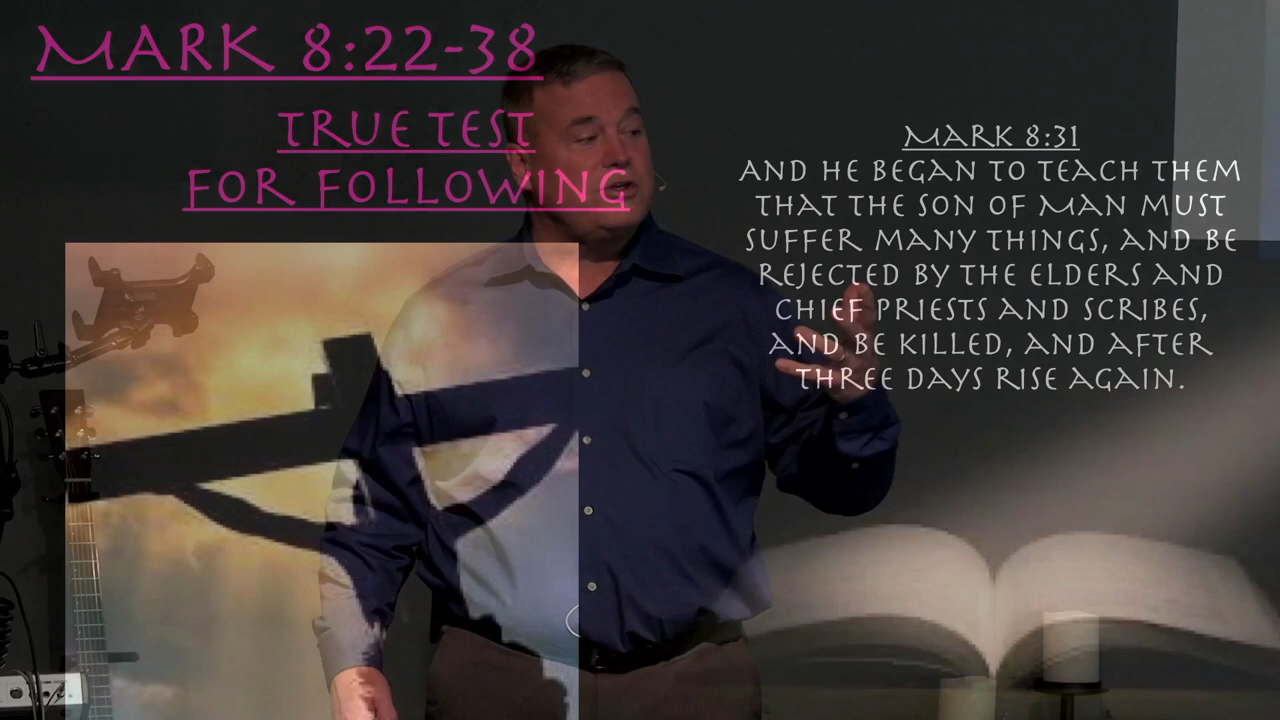 MARK 8:22-38
TRUE TEST
FOR FOLLOWING
MARK 8:31
AND HE BEGAN TO TEACH THEM
THAT THE SON OF MAN MUST
SUFFER MANY THINGS, AND BE
REJECTED BY THE ELDERS AND
CHIEF PRIESTS AND SCRIBES,
AND BE KILLED, AND AFTER
THREE DAYS RISE AGAIN.